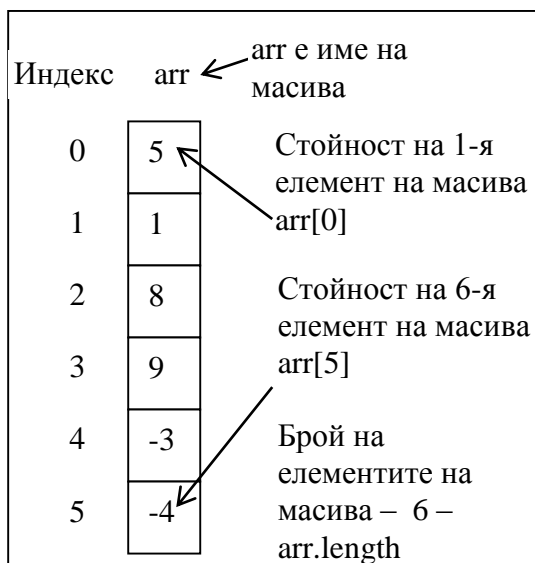 Индекс arr
arr е име на
масива
0 5
1 1
2 8
3 9
4 -3
5 -4
Стойност на 1-я
елемент на масива
arr[0]
Стойност на 6-я
елемент на масива
arr[5]
Брой на
елементите на
масива – 6 –
arr.length